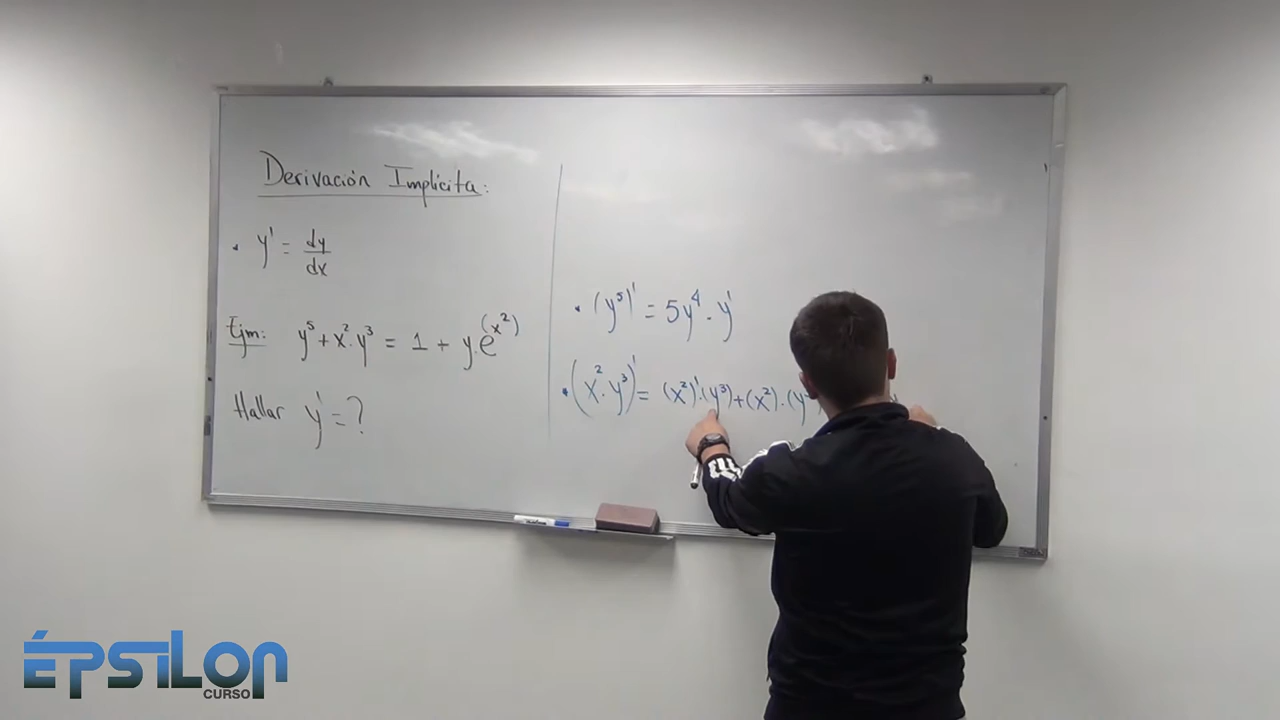 Derivación Implícita:
• y' = dy/dx
Ejm: y⁵ + x².y³ = 1 + y.e^(x²)
Hallar y' = ?
• (y⁵)' = 5y⁴ . y'
• (x².y³)' = (x²)'.(y³)+(x²).(y
ÉPSILON
CURSO